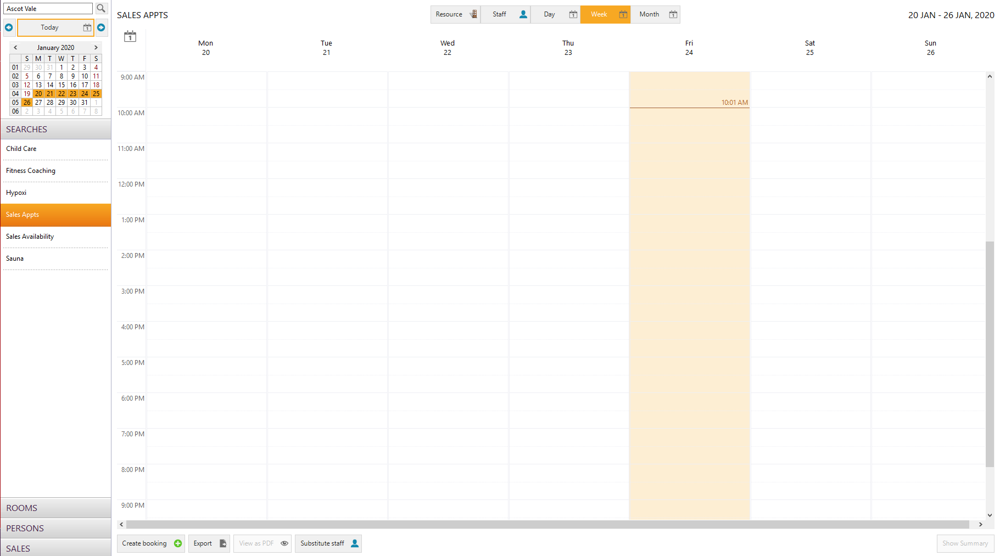 Ascot Vale
Today
January 2020
S M T W T F S
01 29 30 31 1 2 3 4
02 5 6 7 8 9 10 11
03 12 13 14 15 16 17 18
04 19 20 21 22 23 24 25
05 26 27 28 29 30 31 1
06 2 3 4 5 6 7 8
SEARCHES
Child Care
Fitness Coaching
Hypoxi
Sales Appts
Sales Availability
Sauna
ROOMS
PERSONS
SALES
SALES APPTS
Resource Staff Day Week Month
20 JAN - 26 JAN, 2020
Mon Tue Wed Thu Fri Sat Sun
20 21 22 23 24 25 26
9:00 AM
10:01 AM
10:00 AM
11:00 AM
12:00 PM
1:00 PM
2:00 PM
3:00 PM
4:00 PM
5:00 PM
6:00 PM
7:00 PM
8:00 PM
9:00 PM
Create booking Export View as PDF Substitute staff Show Summary